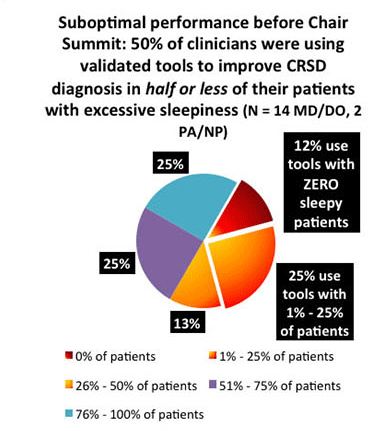 Suboptimal performance before Chair
Summit: 50% of clinicians were using
validated tools to improve CRSD
diagnosis in half or less of their patients
with excessive sleepiness (N = 14 MD/DO, 2
PA/NP)
12% use
tools with
ZERO
sleepy
patients
25%
25%
25% use
tools with
1% - 25%
of patients
13%
0% of patients
1% - 25% of patients
26% - 50% of patients
51% - 75% of patients
76% - 100% of patients